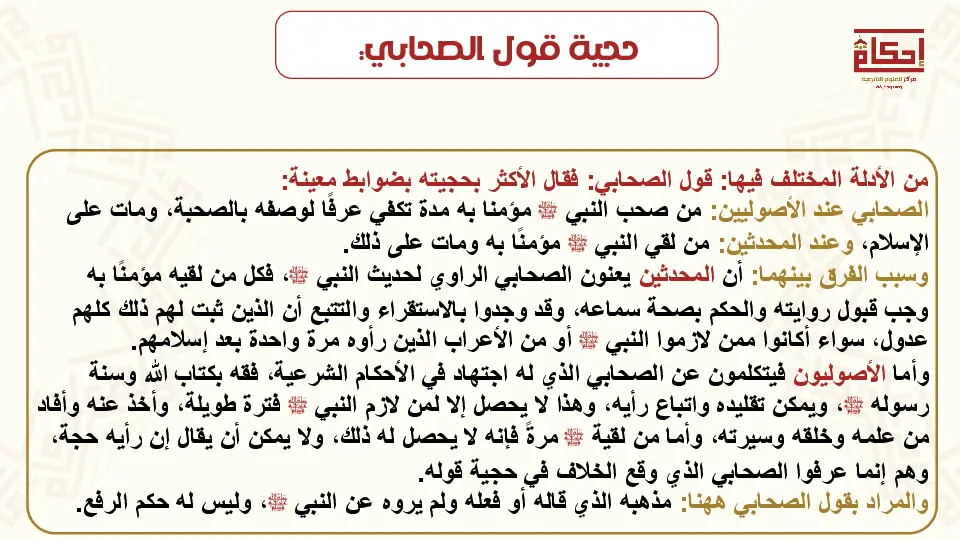 حجية قول الصحابي:
إحكام
مركز للعلوم الشرعية
من الأدلة المختلف فيها: قول الصحابي: فقال الأكثر بحجيته بضوابط معينة:
الصحابي عند الأصوليين: من صحب النبي ﷺ مؤمنا به مدة تكفي عرفًا لوصفه بالصحبة، ومات على
الإسلام، وعند المحدثين: من لقي النبي ﷺ مؤمنًا به ومات على ذلك.
وسبب الفرق بينهما: أن المحدثين يعنون الصحابي الراوي لحديث النبي ﷺ، فكل من لقيه مؤمنًا به
وجب قبول روايته والحكم بصحة سماعه، وقد وجدوا بالاستقراء والتتبع أن الذين ثبت لهم ذلك كلهم
عدول، سواء أكانوا ممن لازموا النبي ﷺ أو من الأعراب الذين رأوه مرة واحدة بعد إسلامهم.
وأما الأصوليون فيتكلمون عن الصحابي الذي له اجتهاد في الأحكام الشرعية، فقه بكتاب الله وسنة
رسوله ﷺ، ويمكن تقليده واتباع رأيه، وهذا لا يحصل إلا لمن لازم النبي ﷺ فترة طويلة، وأخذ عنه وأفاد
من علمه وخلقه وسيرته، وأما من لقية ﷺ مرةً فإنه لا يحصل له ذلك، ولا يمكن أن يقال إن رأيه حجة،
وهم إنما عرفوا الصحابي الذي وقع الخلاف في حجية قوله.
والمراد بقول الصحابي ههنا: مذهبه الذي قاله أو فعله ولم يروه عن النبي ﷺ، وليس له حكم الرفع.